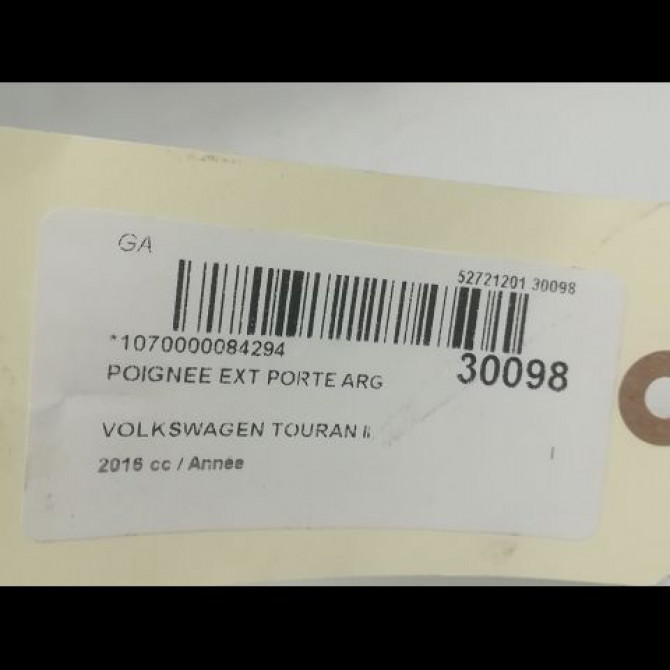 GA
52721201 30098
*1070000084294
30098
POIGNEE EXT PORTE ARG
VOLKSWAGEN TOURAN II
2016 cc / Année